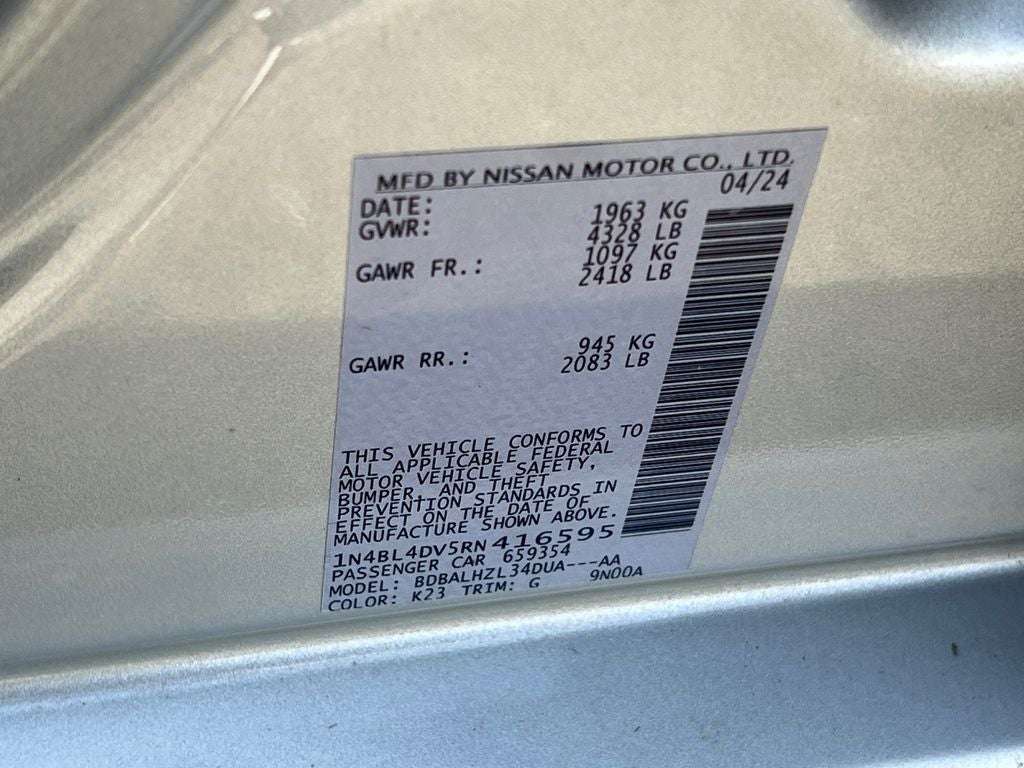 MFD BY NISSAN MOTOR CO., LTD.
DATE: 04/24
GVWR: 1963 KG
4328 LB
GAWR FR.: 1097 KG
2418 LB
GAWR RR.: 945 KG
2083 LB
THIS VEHICLE CONFORMS TO
ALL APPLICABLE FEDERAL
MOTOR VEHICLE SAFETY,
BUMPER, AND THEFT
PREVENTION STANDARDS IN
EFFECT ON THE DATE OF
MANUFACTURE SHOWN ABOVE.
1N4BL4DV5RN416595
PASSENGER CAR 659354
MODEL: BDBALHZL34DUA---AA
COLOR: K23 TRIM: G 9N00A